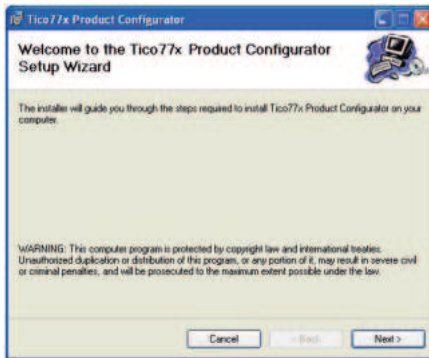 Tico77x Product Configurator
Welcome to the Tico77x Product Configurator
Setup Wizard
The installer will guide you through the steps required to install Tico77x Product Configurator on your
computer.
WARNING: This computer program is protected by copyright law and international treaties.
Unauthorized duplication or distribution of this program, or any portion of it, may result in severe civil
or criminal penalties, and will be prosecuted to the maximum extent possible under the law.
Cancel < Back Next >